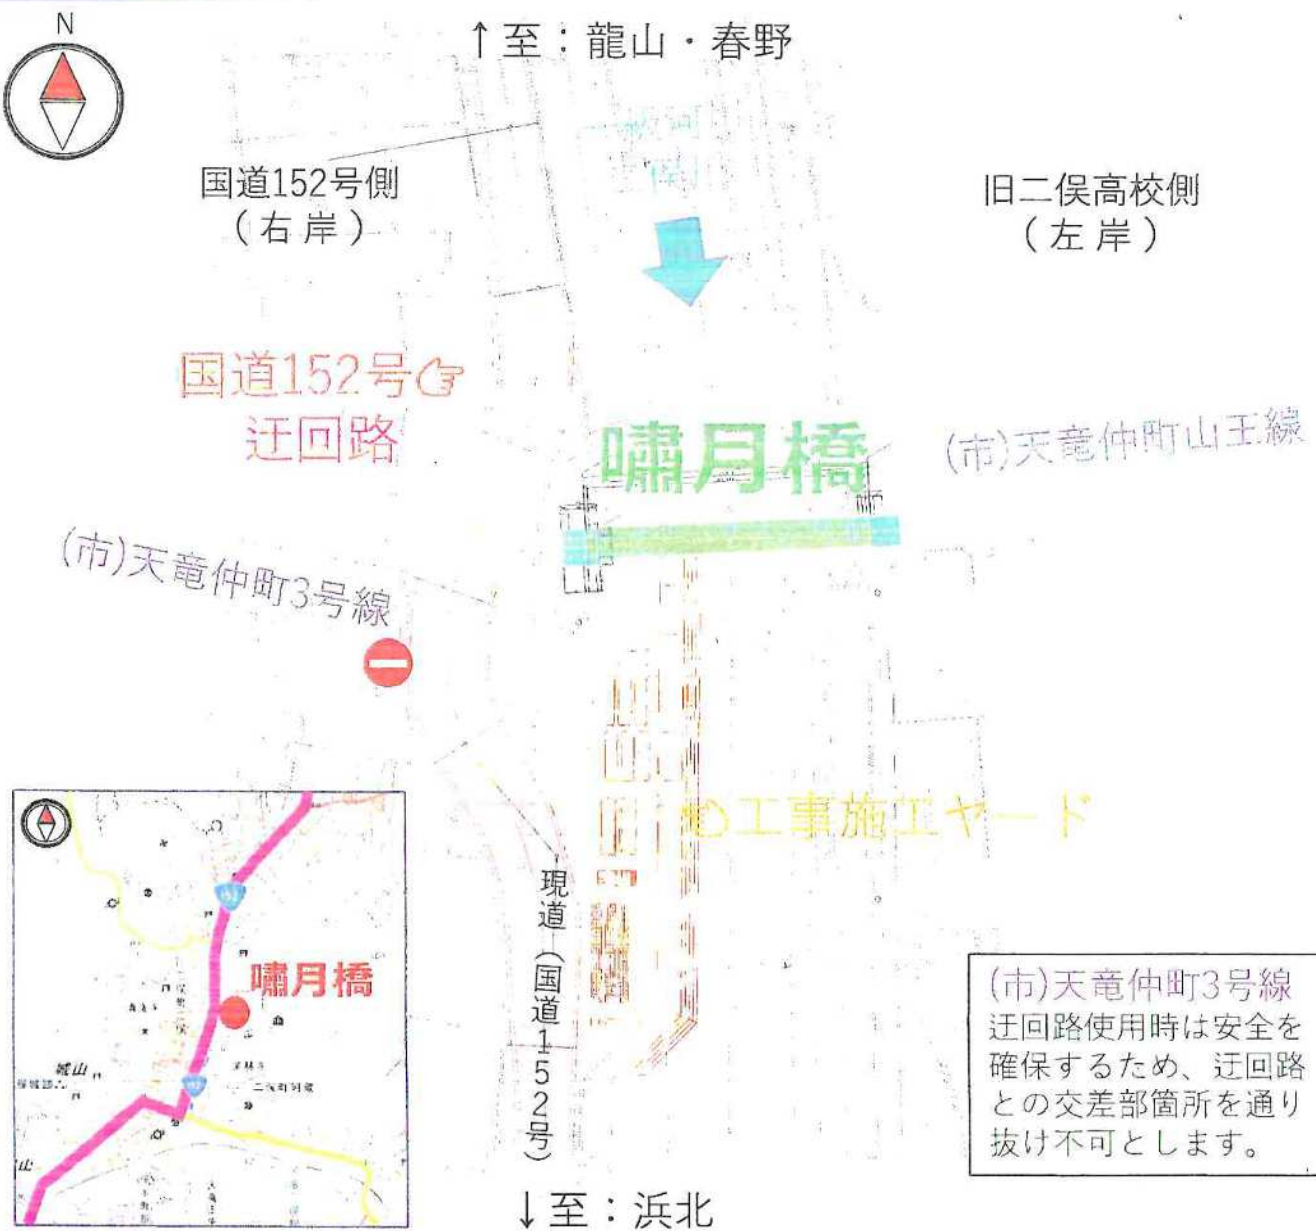 N
↑至：龍山・春野
国道152号側
（右岸）
旧二俣高校側
（左岸）
国道152号
迂回路
嘯月橋
(市)天竜仲町山王線
(市)天竜仲町3号線
工事施工ヤード
現道（国道152号）
嘯月橋
152
城山
(市)天竜仲町3号線
迂回路使用時は安全を
確保するため、迂回路
との交差部箇所を通り
抜け不可とします。
↓至：浜北